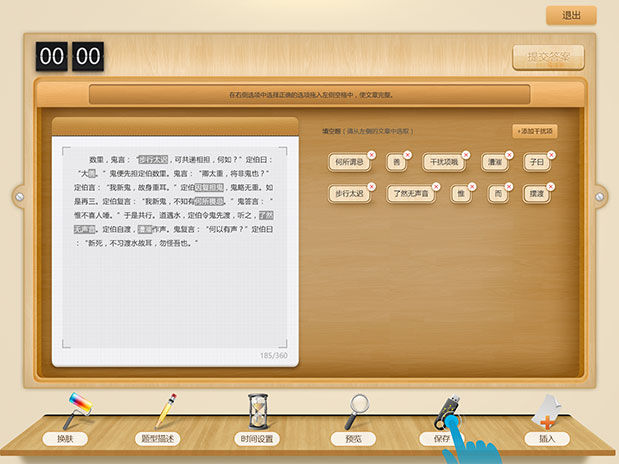 退出
00 00
提交答案
在右侧选项中选择正确的选项拖入左侧空格中，使文章完整。
填空题（请从左侧的文章中选取）
+添加干扰项
数里，鬼言：“步行太迟，可共递相担，何如？”定伯曰：
“大善。”鬼便先担定伯数里。鬼言：“卿太重，将非鬼也？”
定伯言：“我新鬼，故身重耳。”定伯因复担鬼，鬼略无重。如
是再三。定伯复言：“我新鬼，不知有何所畏忌。”鬼答言：“
惟不喜人唾。”于是共行。道遇水，定伯令鬼先渡，听之，了然
无声音。定伯自渡，漕漼作声。鬼复言：“何以有声？”定伯曰
：“新死，不习渡水故耳，勿怪吾也。”
185/360
何所谓忌
善
干扰项哦
漕漼
子曰
步行太迟
了然无声音
惟
而
摆渡
换肤
题型描述
时间设置
预览
保存
插入